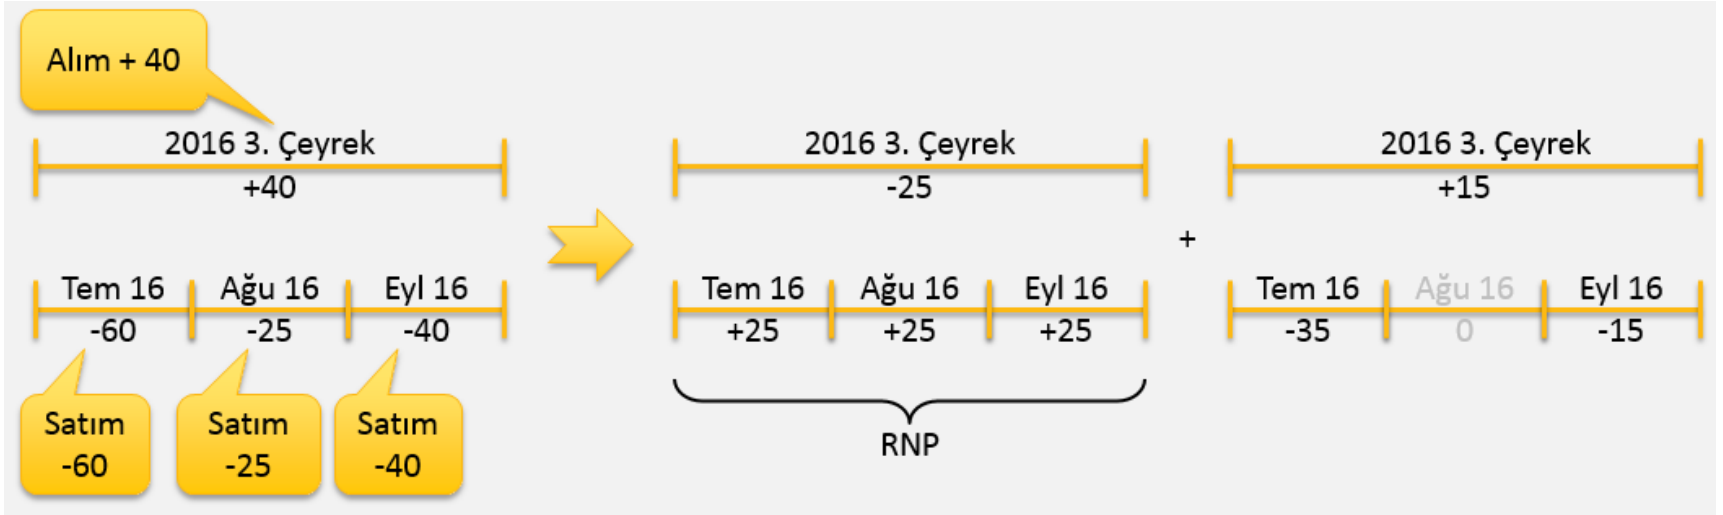 Alım + 40
2016 3. Çeyrek
+40
Tem 16
Ağu 16
Eyl 16
-60
-25
-40
Satım
-60
Satım
-25
Satım
-40
2016 3. Çeyrek
-25
Tem 16
Ağu 16
Eyl 16
+25
+25
+25
RNP
+
2016 3. Çeyrek
+15
Tem 16
Ağu 16
Eyl 16
-35
0
-15